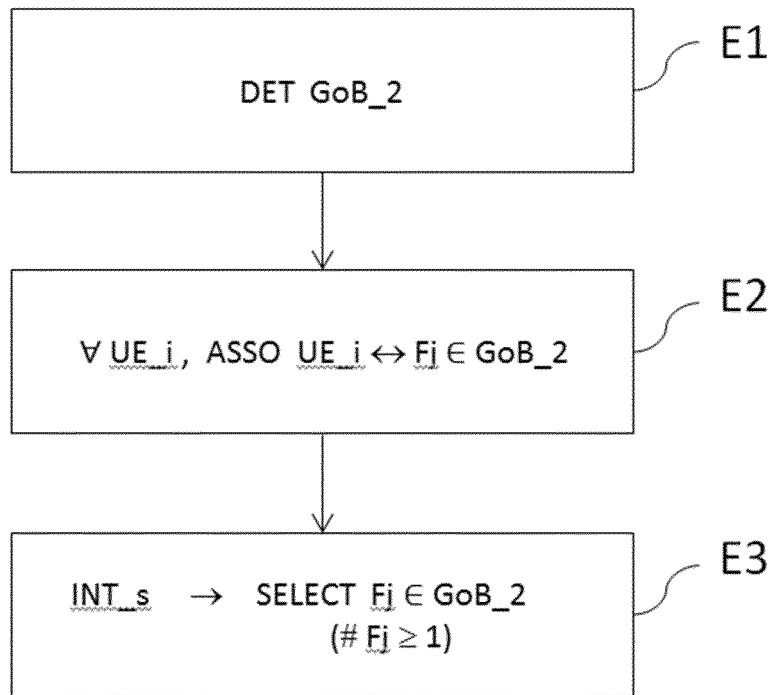 DET GoB_2
E1
∀ UE_i, ASSO UE_i ↔ Fj ∈ GoB_2
E2
INT_s → SELECT Fj ∈ GoB_2
(# Fj ≥ 1)
E3